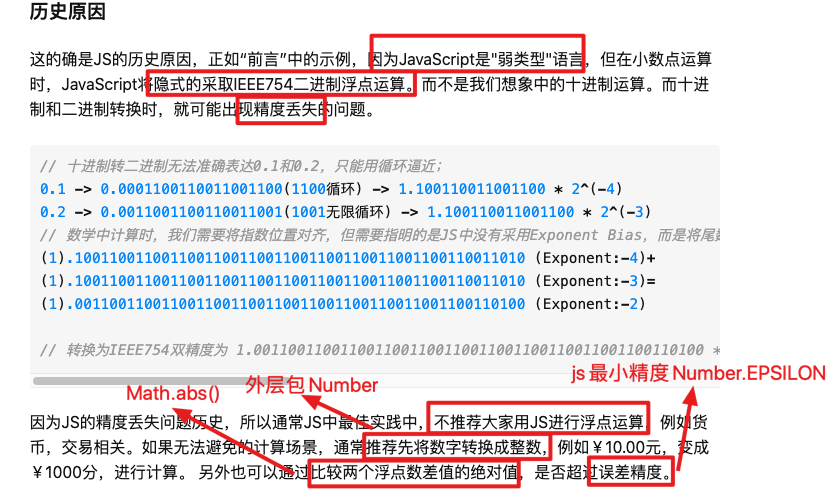 历史原因
这的确是JS的历史原因，正如“前言”中的示例，因为JavaScript是"弱类型"语言，但在小数点运算
时，JavaScript将隐式的采取IEEE754二进制浮点运算。而不是我们想象中的十进制运算。而十进
制和二进制转换时，就可能出现精度丢失的问题。
// 十进制转二进制无法准确表达0.1和0.2，只能用循环逼近；
0.1 -> 0.0001100110011001100(1100循环) -> 1.100110011001100 * 2^(-4)
0.2 -> 0.0011001100110011001(1001无限循环) -> 1.100110011001100 * 2^(-3)
// 数学中计算时，我们需要将指数位置对齐，但需要指明的是JS中没有采用Exponent Bias，而是将尾
(1).1001100110011001100110011001100110011001100110011010 (Exponent:-4)+
(1).1001100110011001100110011001100110011001100110011010 (Exponent:-3)=
(1).0011001100110011001100110011001100110011001100110100 (Exponent:-2)
// 转换为IEEE754双精度为 1.0011001100110011001100110011001100110011001100110100 *
js 最小精度 Number.EPSILON
Math.abs()
外层包 Number
因为JS的精度丢失问题历史，所以通常JS中最佳实践中，不推荐大家用JS进行浮点运算，例如货
币，交易相关。如果无法避免的计算场景，通常推荐先将数字转换成整数，例如￥10.00元，变成
￥1000分，进行计算。 另外也可以通过比较两个浮点数差值的绝对值，是否超过误差精度。